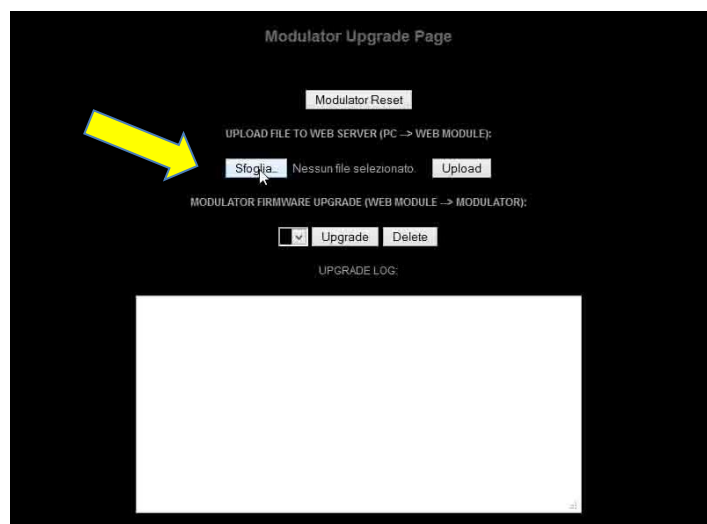 Modulator Upgrade Page
Modulator Reset
UPLOAD FILE TO WEB SERVER (PC --> WEB MODULE):
Sfoglia... Nessun file selezionato. Upload
MODULATOR FIRMWARE UPGRADE (WEB MODULE --> MODULATOR):
Upgrade Delete
UPGRADE LOG: